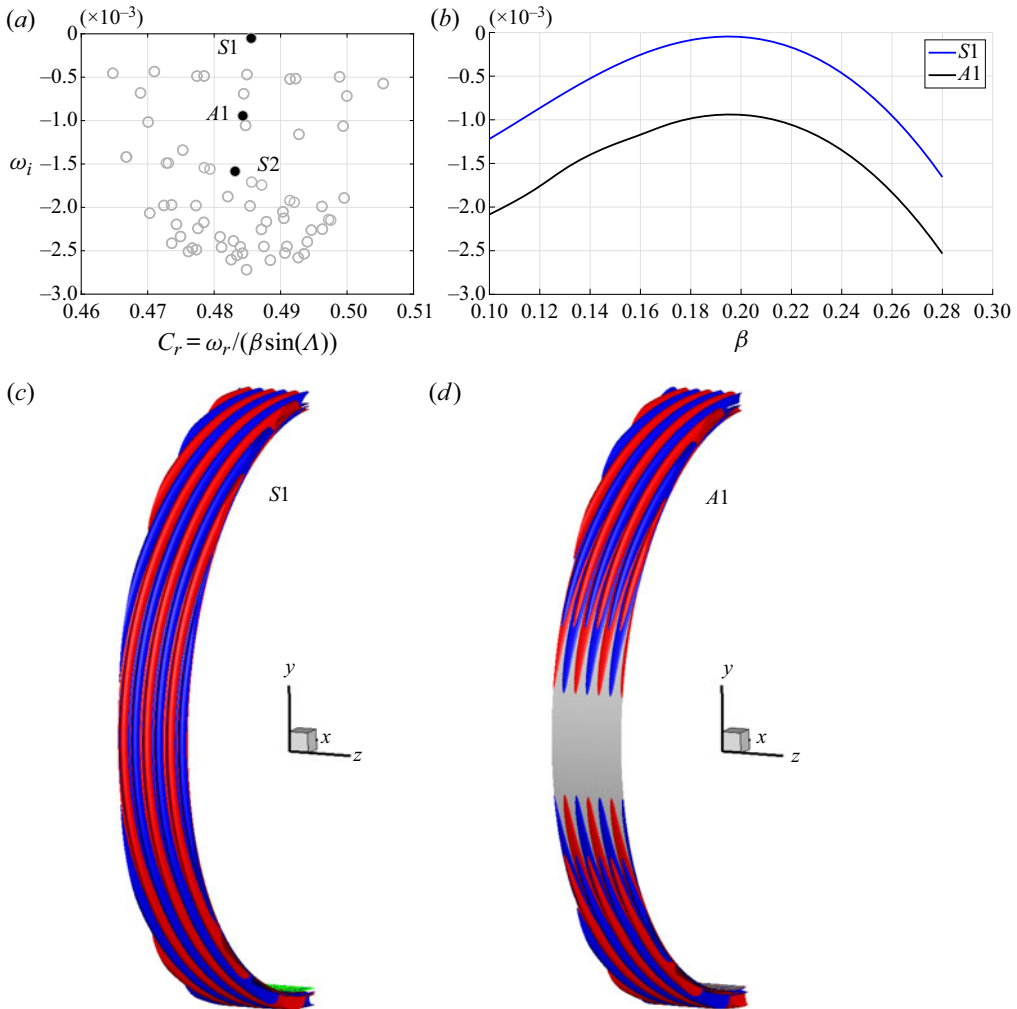 (a)
(×10⁻³)
0
−0.5
−1.0
−1.5
−2.0
−2.5
−3.0
ω_i
S1
A1
S2
0.46 0.47 0.48 0.49 0.50 0.51
C_r = ω_r/(β sin(Λ))
(b)
(×10⁻³)
0
−0.5
−1.0
−1.5
−2.0
−2.5
−3.0
S1
A1
0.10 0.12 0.14 0.16 0.18 0.20 0.22 0.24 0.26 0.28 0.30
β
(c)
S1
y
x
z
(d)
A1
y
x
z